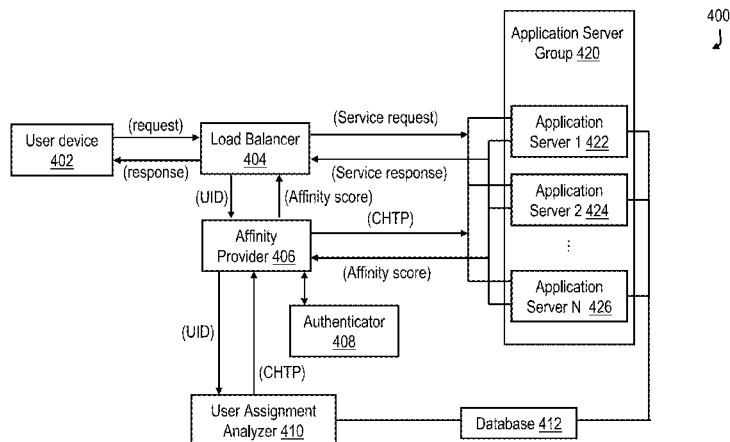 400
Application Server
Group 420
(request)
(Service request)
User device
402
Load Balancer
404
Application
Server 1 422
(response)
(Service response)
(UID)
(Affinity score)
Application
Server 2 424
(CHTP)
Affinity
Provider 406
...
(Affinity score)
Application
Server N 426
Authenticator
408
(UID)
(CHTP)
User Assignment
Analyzer 410
Database 412